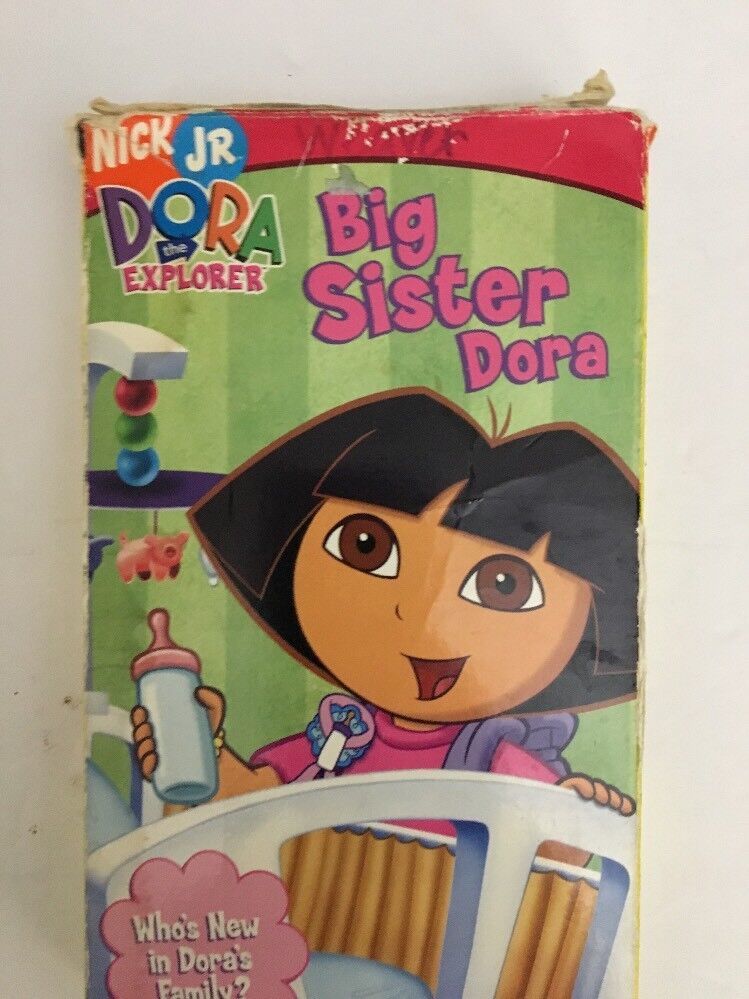 NICK JR
DORA
the
EXPLORER
Big
Sister
Dora
Who's New
in Dora's
Family?